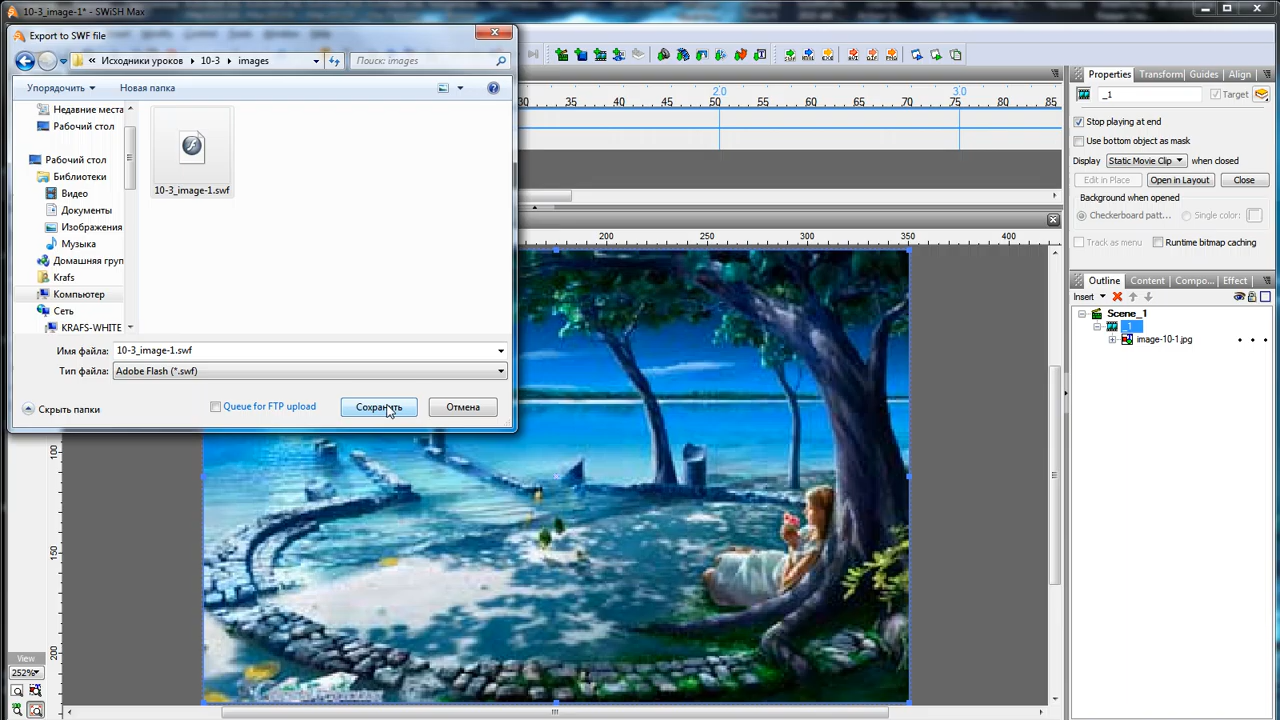 10-3_image-1* - SWiSH Max
Export to SWF file
« Исходники уроков 10-3 images
Поиск: images
Упорядочить
Новая папка
Недавние места
Рабочий стол
Рабочий стол
Библиотеки
Видео
Документы
Изображения
Музыка
Домашняя груп
Krafs
Компьютер
Сеть
KRAFS-WHITE
10-3_image-1.swf
Имя файла: 10-3_image-1.swf
Тип файла: Adobe Flash (*.swf)
Скрыть папки
Queue for FTP upload
Сохранить
Отмена
2.0 3.0
30 35 40 45 50 55 60 65 70 75 80 85
200 250 300 350 400
100
150
200
View
252%
Properties Transform Guides Align
_1
Target
Stop playing at end
Use bottom object as mask
Display Static Movie Clip when closed
Edit in Place Open in Layout Close
Background when opened
Checkerboard patt... Single color:
Track as menu Runtime bitmap caching
Outline Content Compo... Effect
Insert
Scene_1
_1
image-10-1.jpg